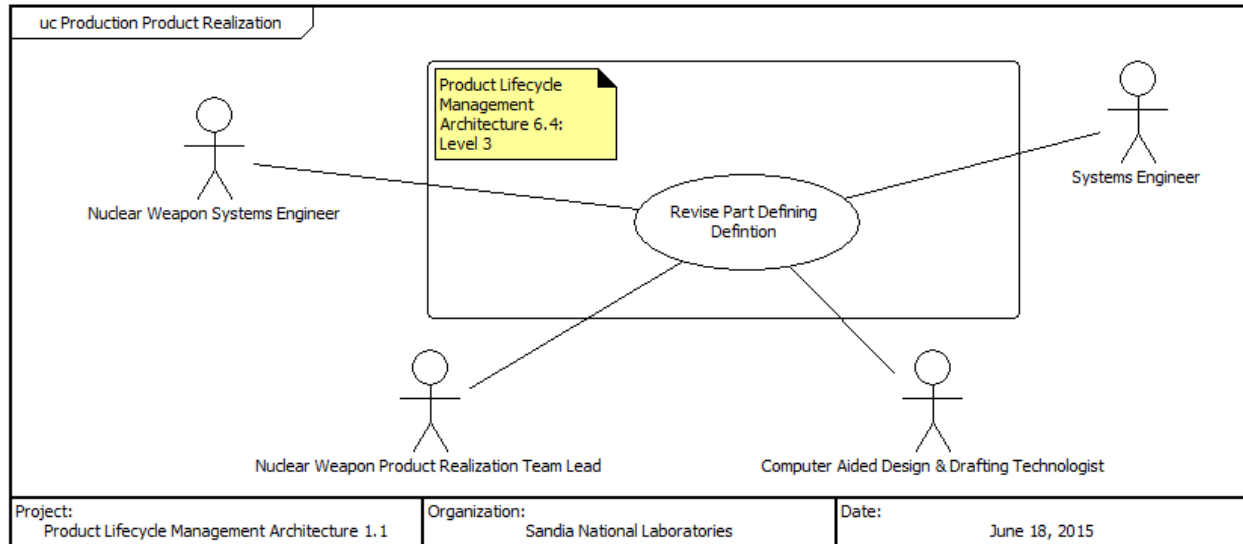 uc Production Product Realization
Product Lifecycle
Management
Architecture 6.4:
Level 3
Nuclear Weapon Systems Engineer
Systems Engineer
Revise Part Defining
Defintion
Nuclear Weapon Product Realization Team Lead
Computer Aided Design & Drafting Technologist
Project:
Product Lifecycle Management Architecture 1.1
Organization:
Sandia National Laboratories
Date:
June 18, 2015